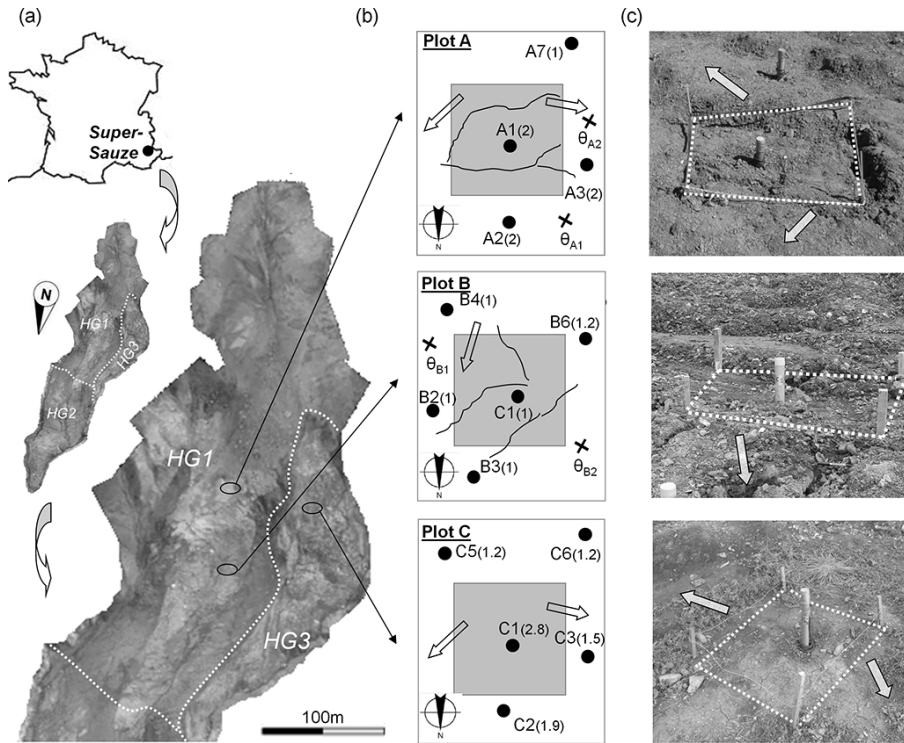 (a)
(b)
(c)
Super-
Sauze
N
HG1
HG3
HG2
HG1
HG3
100m
Plot A
A7(1)
A1(2)
θA2
A3(2)
A2(2)
θA1
N
Plot B
B4(1)
B6(1.2)
θB1
B2(1)
C1(1)
B3(1)
θB2
N
Plot C
C5(1.2)
C6(1.2)
C1(2.8)
C3(1.5)
C2(1.9)
N